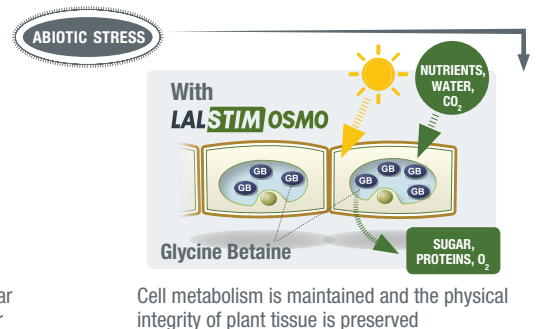 ABIOTIC STRESS
With
LALSTIM OSMO
NUTRIENTS,
WATER,
CO2
GB
GB
GB
GB
GB
GB
GB
Glycine Betaine
SUGAR,
PROTEINS, O2
Cell metabolism is maintained and the physical
integrity of plant tissue is preserved